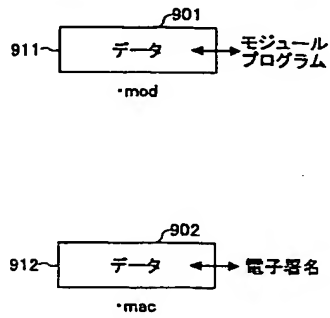 901
911 データ モジュール
プログラム
・mod
902
912 データ 電子署名
・mac